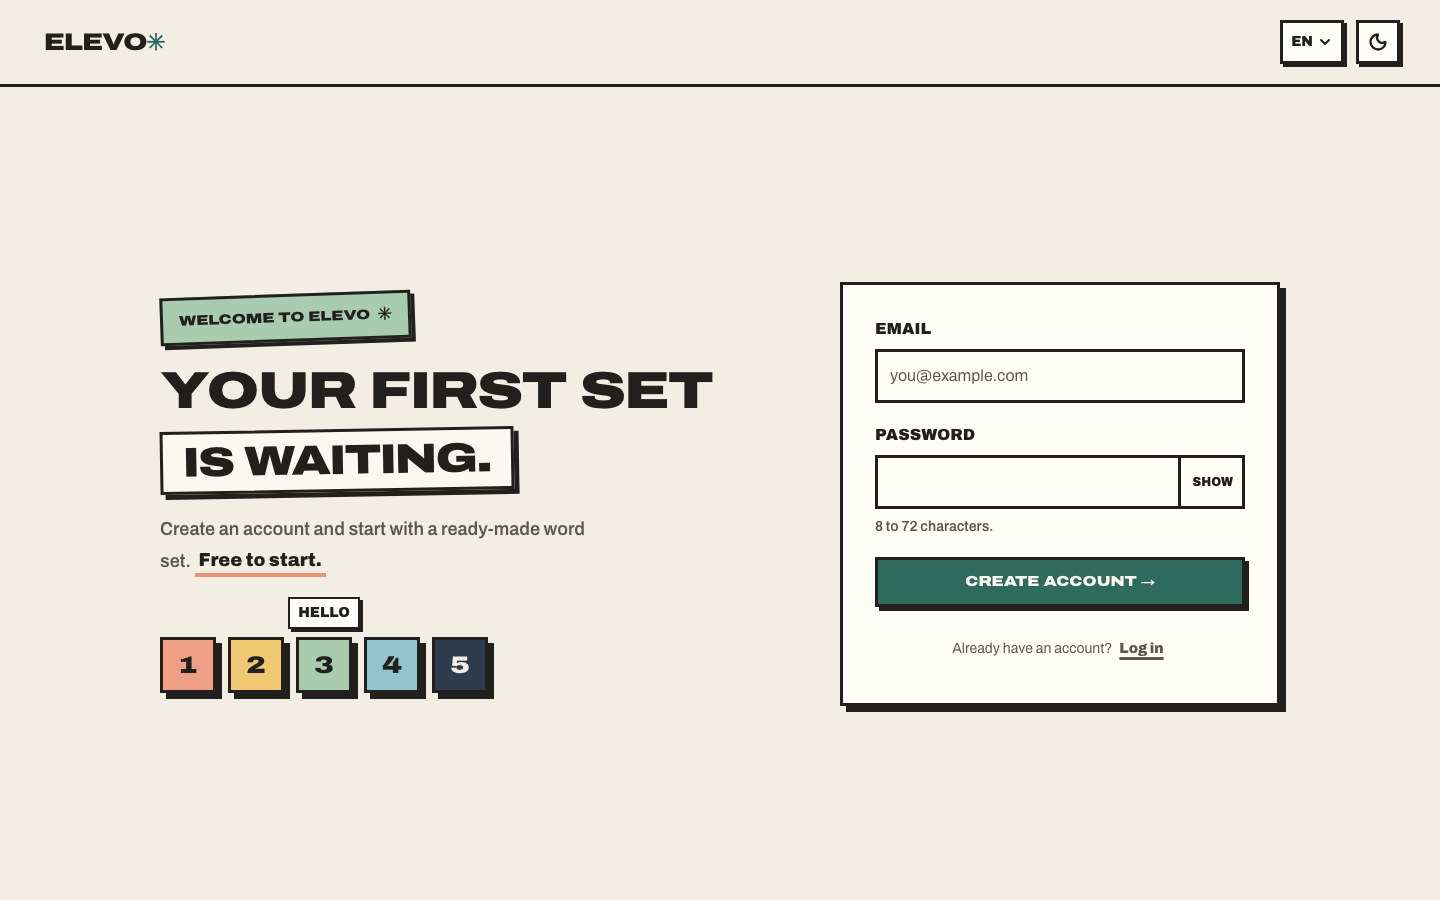 ELEVO
EN
WELCOME TO ELEVO
YOUR FIRST SET
IS WAITING.
Create an account and start with a ready-made word
set. Free to start.
HELLO
1 2 3 4 5
EMAIL
you@example.com
PASSWORD
SHOW
8 to 72 characters.
CREATE ACCOUNT →
Already have an account? Log in